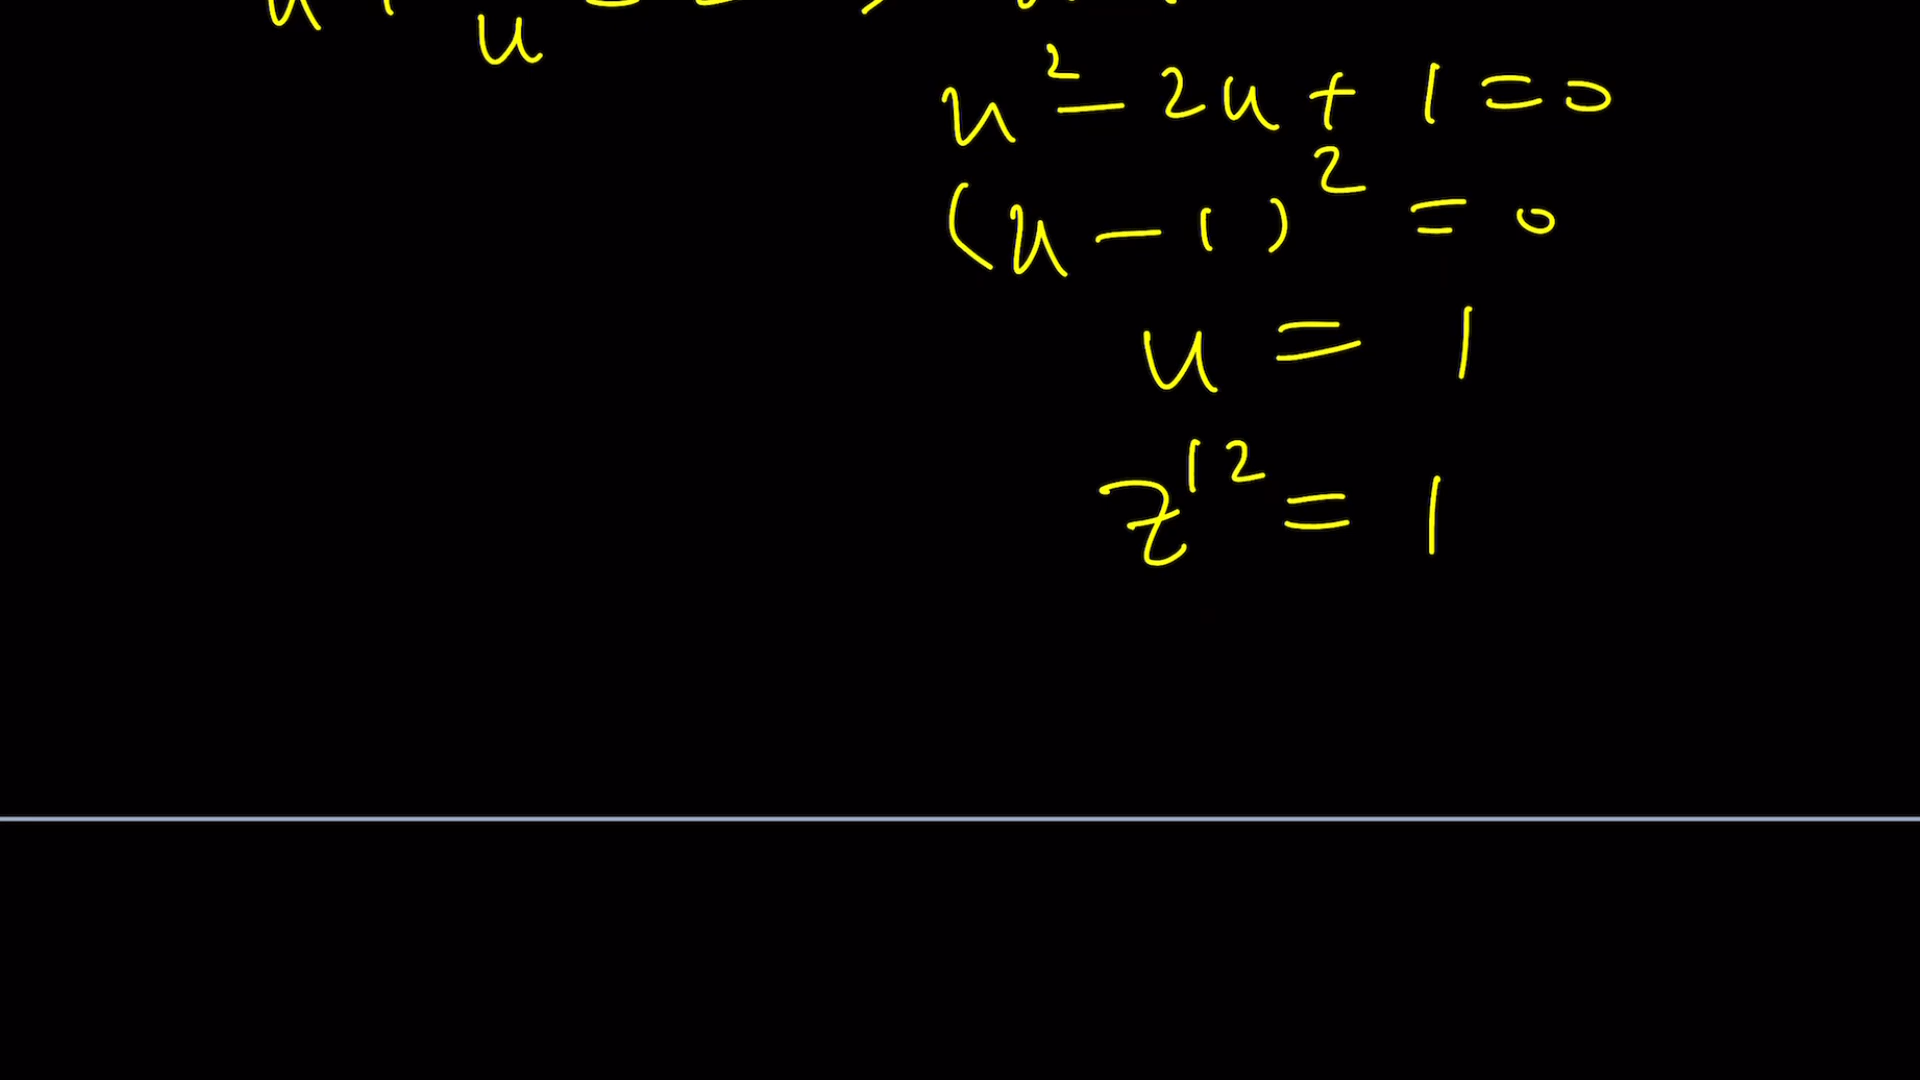 u
u² - 2u + 1 = 0
(u - 1)² = 0
u = 1
z¹² = 1